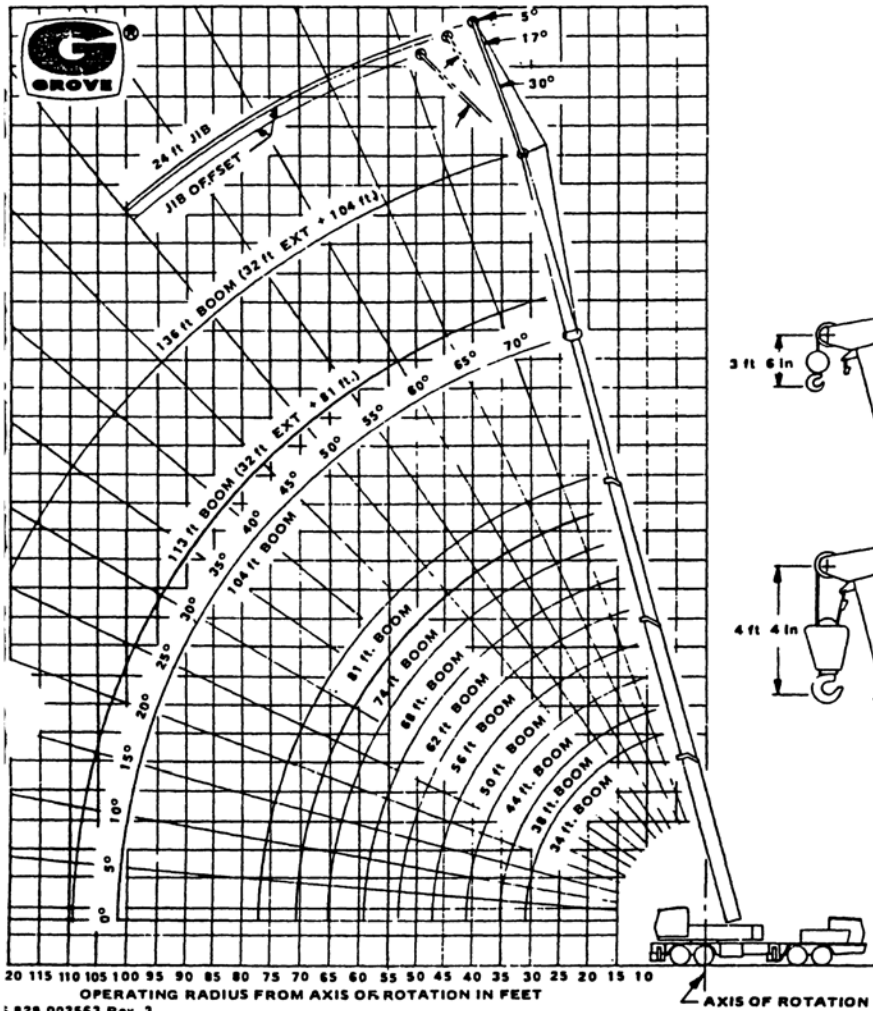 G ®
GROVE
5°
17°
30°
24 ft JIB
JIB OFFSET
136 ft BOOM (32 ft EXT + 104 ft.)
3 ft 6 in
113 ft BOOM (32 ft EXT + 81 ft.)
104 ft BOOM
70°
65°
60°
55°
50°
45°
40°
35°
30°
25°
20°
15°
10°
5°
0°
4 ft 4 in
81 ft. BOOM
74 ft BOOM
68 ft. BOOM
62 ft BOOM
56 ft BOOM
50 ft BOOM
44 ft. BOOM
38 ft. BOOM
34 ft. BOOM
20 115 110 105 100 95 90 85 80 75 70 65 60 55 50 45 40 35 30 25 20 15 10
OPERATING RADIUS FROM AXIS OF ROTATION IN FEET
AXIS OF ROTATION